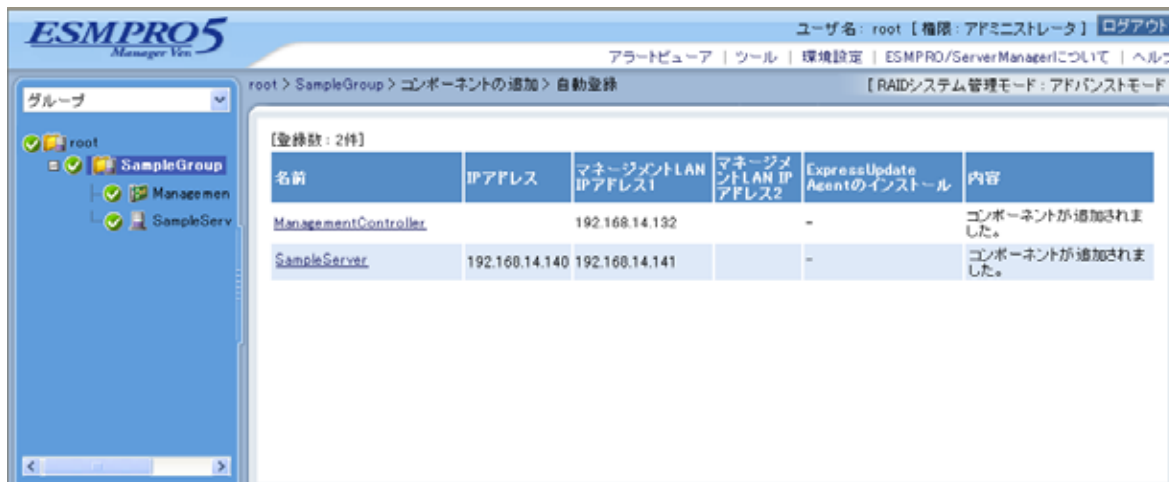 ESMPRO5
Manager Ver.
ユーザ名: root [権限:アドミニストレータ] ログアウト
アラートビューア | ツール | 環境設定 | ESMPRO/ServerManagerについて | ヘルプ
グループ
root > SampleGroup > コンポーネントの追加 > 自動登録
[RAIDシステム管理モード:アドバンストモード
root
SampleGroup
Managemen
SampleServ
[登録数:2件]
名前 IPアドレス マネージメントLAN IPアドレス1 マネージメントLAN IPアドレス2 ExpressUpdate Agentのインストール 内容
ManagementController 192.168.14.132 - コンポーネントが追加されました。
SampleServer 192.168.14.140 192.168.14.141 - コンポーネントが追加されました。